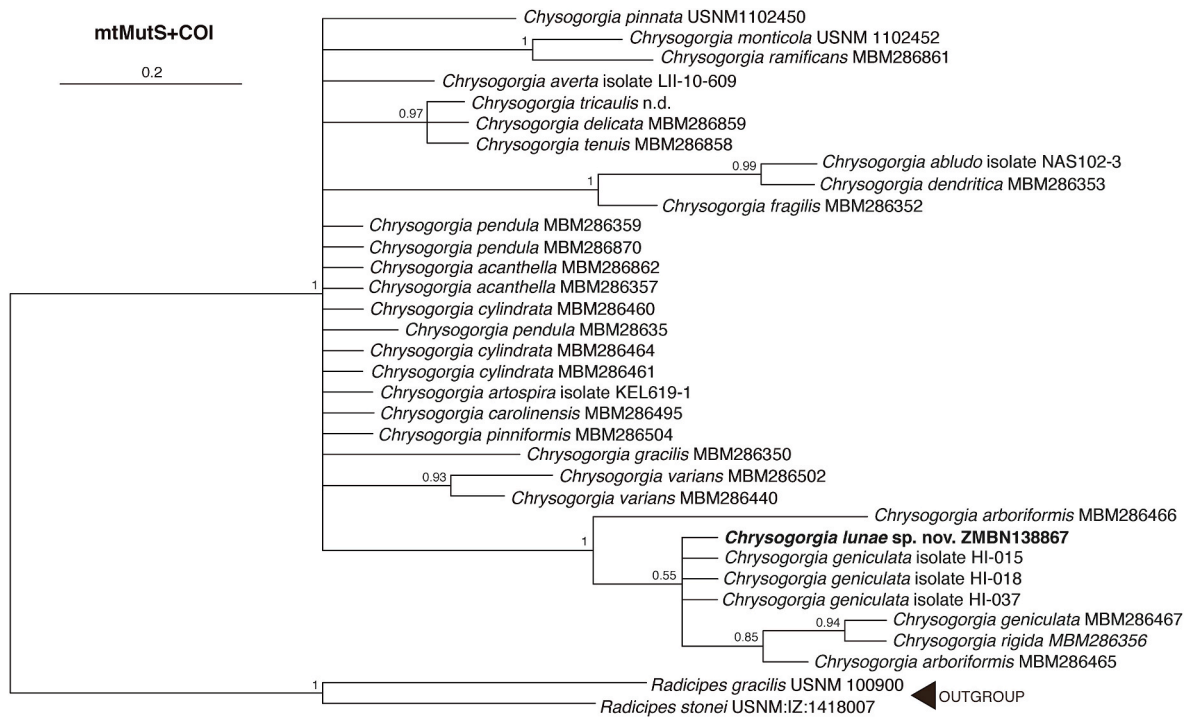 mtMutS+COI
0.2
Chysogorgia pinnata USNM1102450
1
Chrysogorgia monticola USNM 1102452
Chrysogorgia ramificans MBM286861
Chrysogorgia averta isolate LII-10-609
0.97
Chrysogorgia tricaulis n.d.
Chrysogorgia delicata MBM286859
Chrysogorgia tenuis MBM286858
1
0.99
Chrysogorgia abludo isolate NAS102-3
Chrysogorgia dendritica MBM286353
Chrysogorgia fragilis MBM286352
Chrysogorgia pendula MBM286359
Chrysogorgia pendula MBM286870
Chrysogorgia acanthella MBM286862
1
Chrysogorgia acanthella MBM286357
Chrysogorgia cylindrata MBM286460
Chrysogorgia pendula MBM28635
Chrysogorgia cylindrata MBM286464
Chrysogorgia cylindrata MBM286461
Chrysogorgia artospira isolate KEL619-1
Chrysogorgia carolinensis MBM286495
Chrysogorgia pinniformis MBM286504
Chrysogorgia gracilis MBM286350
0.93
Chrysogorgia varians MBM286502
Chrysogorgia varians MBM286440
1
Chrysogorgia arboriformis MBM286466
Chrysogorgia lunae sp. nov. ZMBN138867
Chrysogorgia geniculata isolate HI-015
0.55
Chrysogorgia geniculata isolate HI-018
Chrysogorgia geniculata isolate HI-037
0.85
0.94
Chrysogorgia geniculata MBM286467
Chrysogorgia rigida MBM286356
Chrysogorgia arboriformis MBM286465
1
Radicipes gracilis USNM 100900
Radicipes stonei USNM:IZ:1418007
OUTGROUP